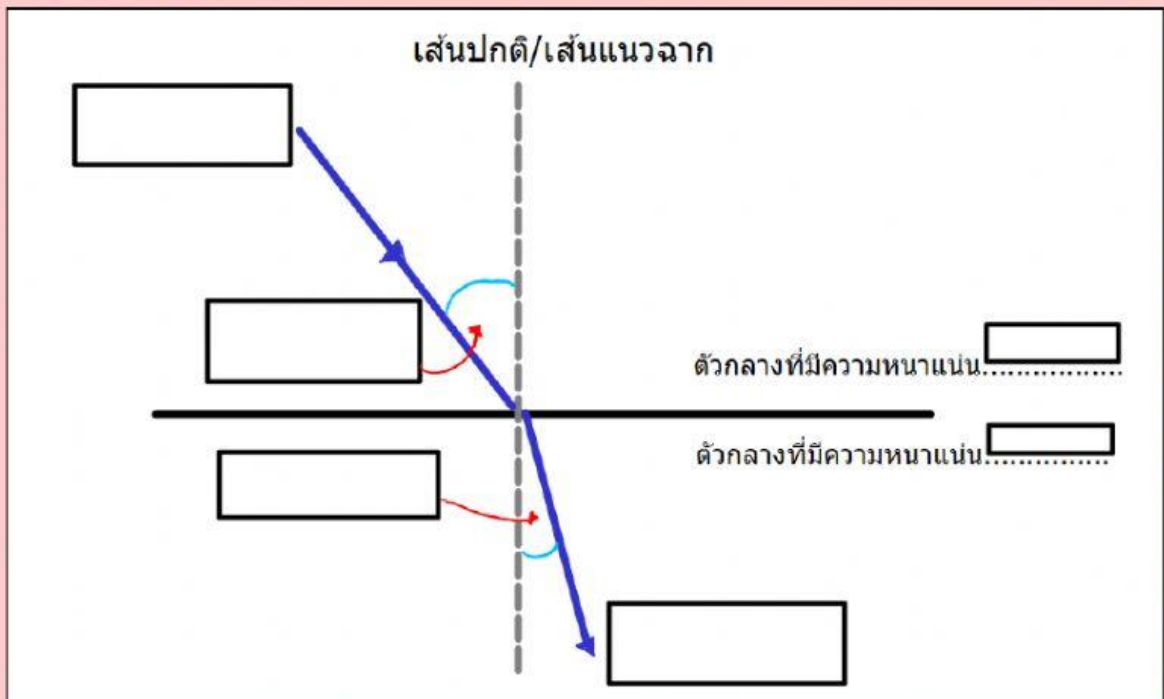 เส้นปกติ/เส้นแนวฉาก
ตัวกลางที่มีความหนาแน่น................
ตัวกลางที่มีความหนาแน่น..............